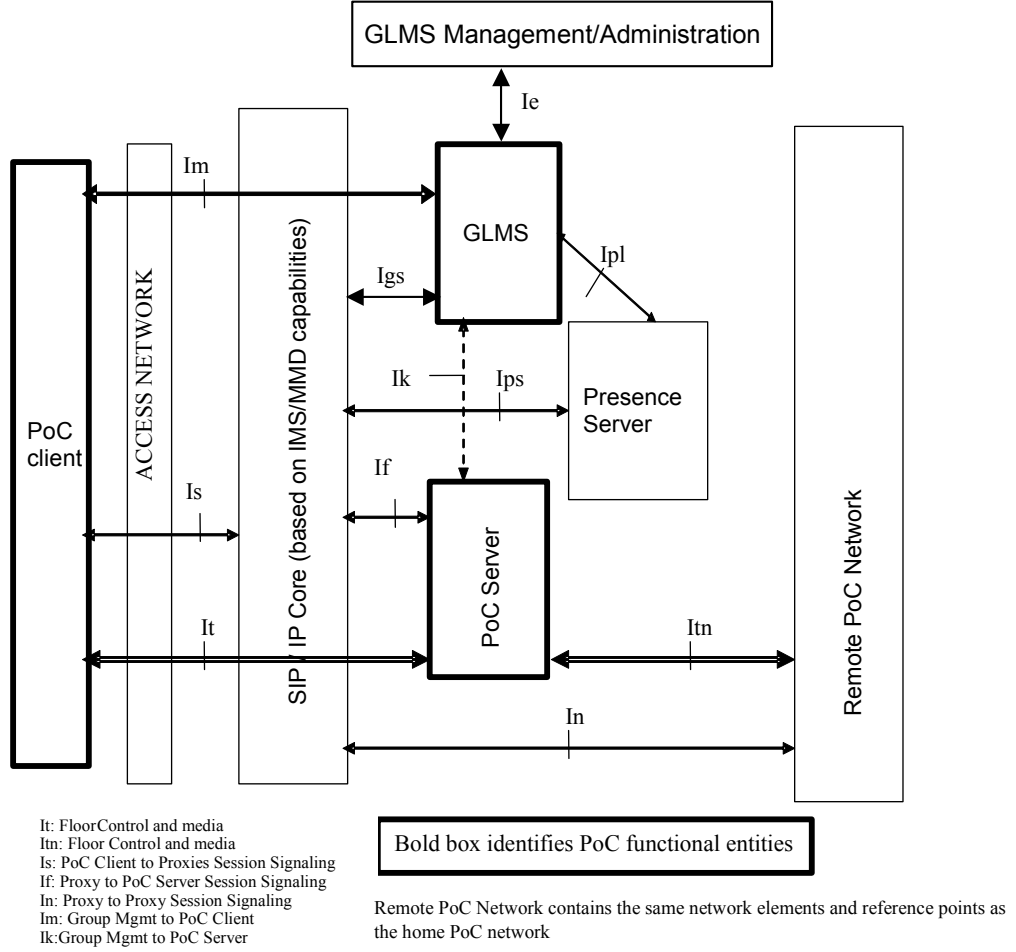 GLMS Management/Administration
Ie
Im
GLMS
Ipl
Igs
Ik
Ips
Presence
Server
PoC
client
ACCESS NETWORK
SIP / IP Core (based on IMS/MMD capabilities)
If
Is
PoC Server
Remote PoC Network
It
Itn
In
It: FloorControl and media
Itn: Floor Control and media
Is: PoC Client to Proxies Session Signaling
If: Proxy to PoC Server Session Signaling
In: Proxy to Proxy Session Signaling
Im: Group Mgmt to PoC Client
Ik:Group Mgmt to PoC Server
Bold box identifies PoC functional entities
Remote PoC Network contains the same network elements and reference points as
the home PoC network